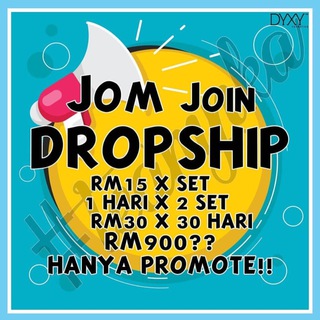 DYXY
JOM JOIN
DROPSHIP
RM15 X SET
1 HARI X 2 SET
RM30 X 30 HARI
RM900??
HANYA PROMOTE!!